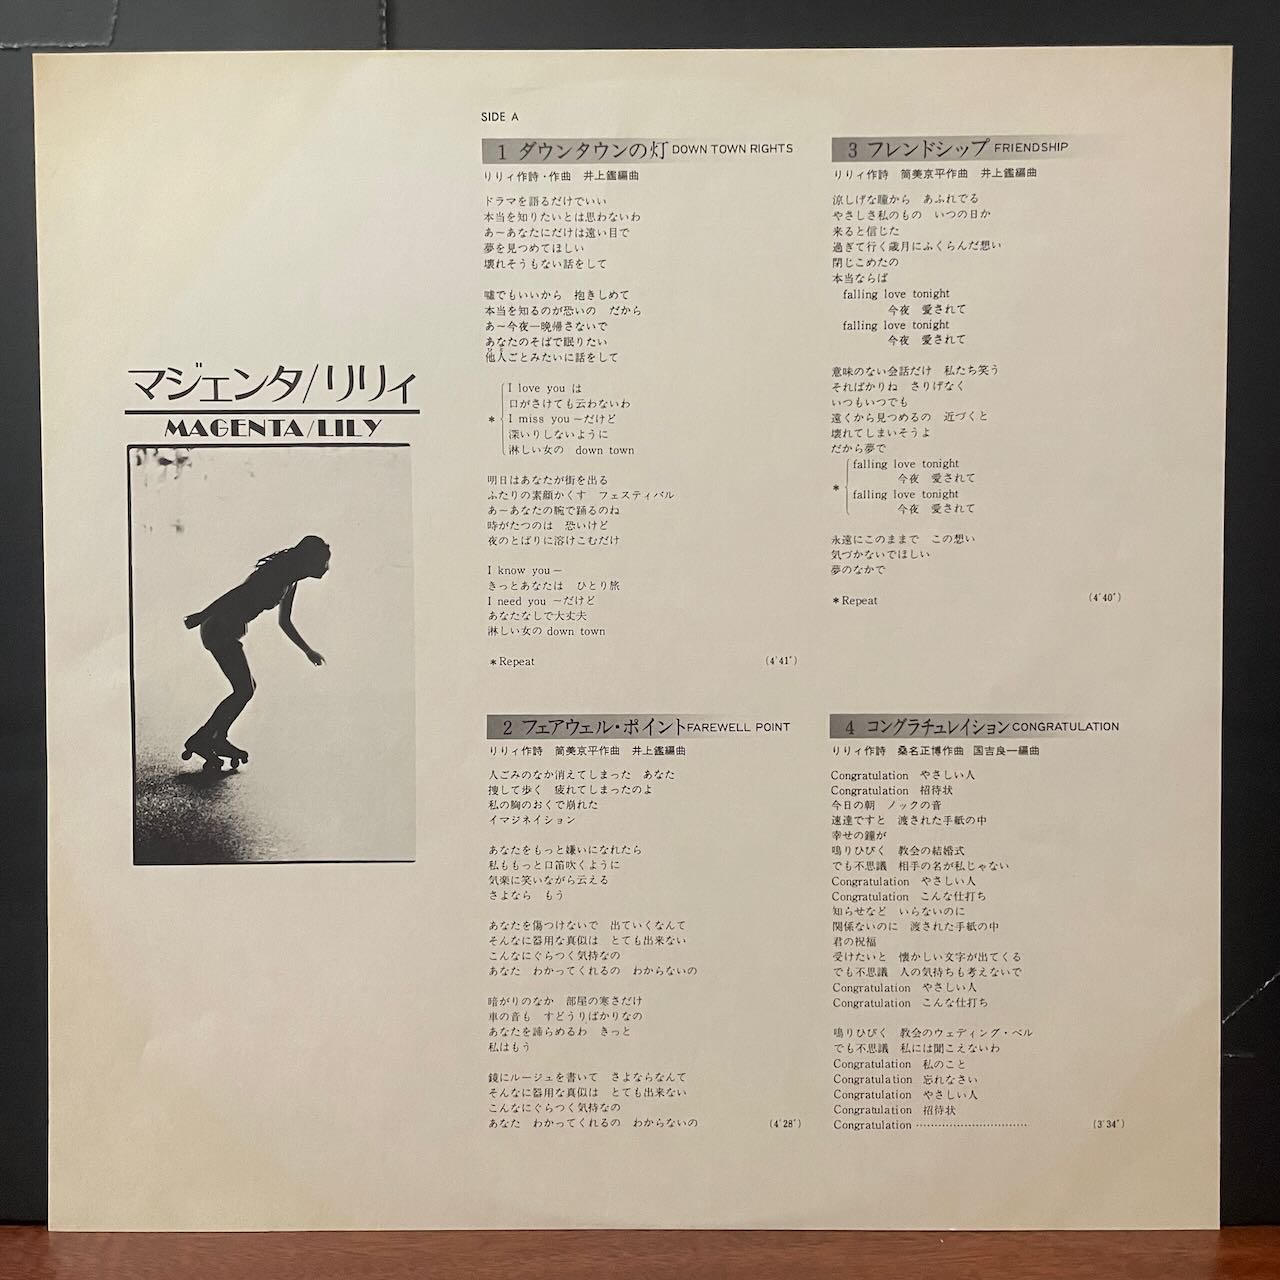 マジェンタ/りりィ
MAGENTA/LILY
SIDE A
1 ダウンタウンの灯 DOWN TOWN RIGHTS
りりィ作詩・作曲 井上鑑編曲
ドラマを語るだけでいい
本当を知りたいとは思わないわ
あ〜あなたにだけは遠い目で
夢を見つめてほしい
壊れそうもない話をして
嘘でもいいから 抱きしめて
本当を知るのが恐いの だから
あ〜今夜一晩帰さないで
あなたのそばで眠りたい
他人ごとみたいに話をして
I love you は
口がさけても云わないわ
* I miss you 〜だけど
深いりしないように
淋しい女の down town
明日はあなたが街を出る
ふたりの素顔かくす フェスティバル
あ〜あなたの腕で踊るのね
時がたつのは 恐いけど
夜のとばりに溶けこむだけ
I know you 〜
きっとあなたは ひとり旅
I need you 〜だけど
あなたなしで大丈夫
淋しい女の down town
*Repeat (4'41")
2 フェアウェル・ポイント FAREWELL POINT
りりィ作詩 筒美京平作曲 井上鑑編曲
人ごみのなか消えてしまった あなた
捜して歩く 疲れてしまったのよ
私の胸のおくで崩れた
イマジネイション
あなたをもっと嫌いになれたら
私ももっと口笛吹くように
気楽に笑いながら云える
さよなら もう
あなたを傷つけないで 出ていくなんて
そんなに器用な真似は とても出来ない
こんなにぐらつく気持なの
あなた わかってくれるの わからないの
暗がりのなか 部屋の寒さだけ
車の音も すどうりばかりなの
あなたを諦らめるわ きっと
私はもう
鏡にルージュを書いて さよならなんて
そんなに器用な真似は とても出来ない
こんなにぐらつく気持なの
あなた わかってくれるの わからないの (4'28")
3 フレンドシップ FRIENDSHIP
りりィ作詩 筒美京平作曲 井上鑑編曲
涼しげな瞳から あふれでる
やさしさ私のもの いつの日か
来ると信じた
過ぎて行く歳月にふくらんだ想い
閉じこめたの
本当ならば
falling love tonight
今夜 愛されて
falling love tonight
今夜 愛されて
意味のない会話だけ 私たち笑う
そればかりね さりげなく
いつもいつでも
遠くから見つめるの 近づくと
壊れてしまいそうよ
だから夢で
falling love tonight
今夜 愛されて
* falling love tonight
今夜 愛されて
永遠にこのままで この想い
気づかないでほしい
夢のなかで
*Repeat (4'40")
4 コングラチュレイション CONGRATULATION
りりィ作詩 桑名正博作曲 国吉良一編曲
Congratulation やさしい人
Congratulation 招待状
今日の朝 ノックの音
速達ですと 渡された手紙の中
幸せの鐘が
鳴りひびく 教会の結婚式
でも不思議 相手の名が私じゃない
Congratulation やさしい人
Congratulation こんな仕打ち
知らせなど いらないのに
関係ないのに 渡された手紙の中
君の祝福
受けたいと 懐かしい文字が出てくる
でも不思議 人の気持ちも考えないで
Congratulation やさしい人
Congratulation こんな仕打ち
鳴りひびく 教会のウェディング・ベル
でも不思議 私には聞こえないわ
Congratulation 私のこと
Congratulation 忘れなさい
Congratulation やさしい人
Congratulation 招待状
Congratulation ………………………… (3'34")